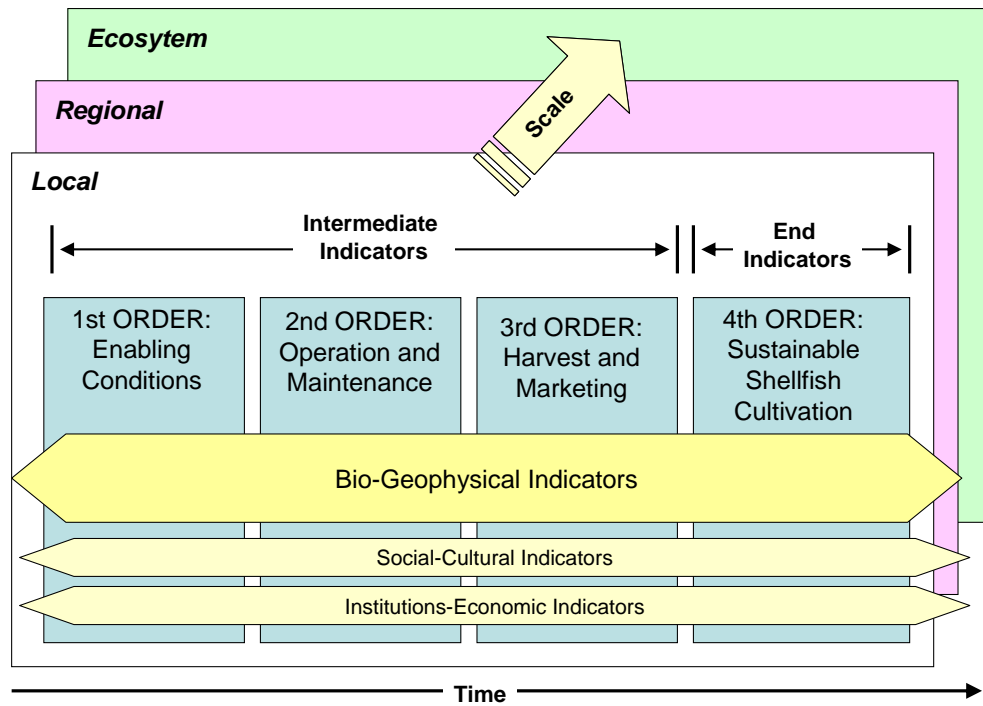 Ecosytem
Regional
Scale
Local
Intermediate
Indicators
End
Indicators
1st ORDER:
Enabling
Conditions
2nd ORDER:
Operation and
Maintenance
3rd ORDER:
Harvest and
Marketing
4th ORDER:
Sustainable
Shellfish
Cultivation
Bio-Geophysical Indicators
Social-Cultural Indicators
Institutions-Economic Indicators
Time